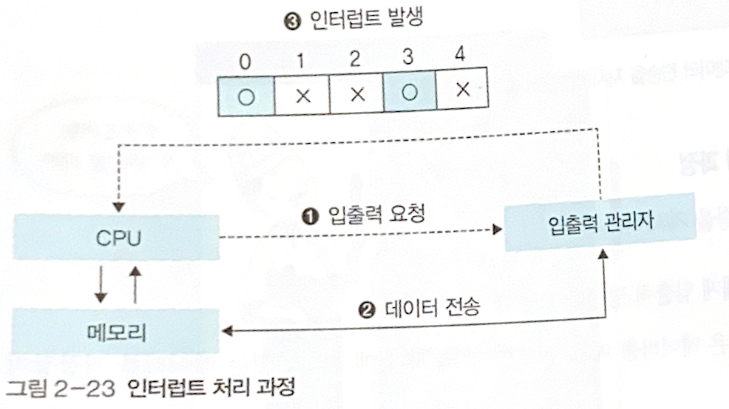 ❸ 인터럽트 발생
0 1 2 3 4
○ × × ○ ×
❶ 입출력 요청
CPU
입출력 관리자
❷ 데이터 전송
메모리
그림 2-23 인터럽트 처리 과정